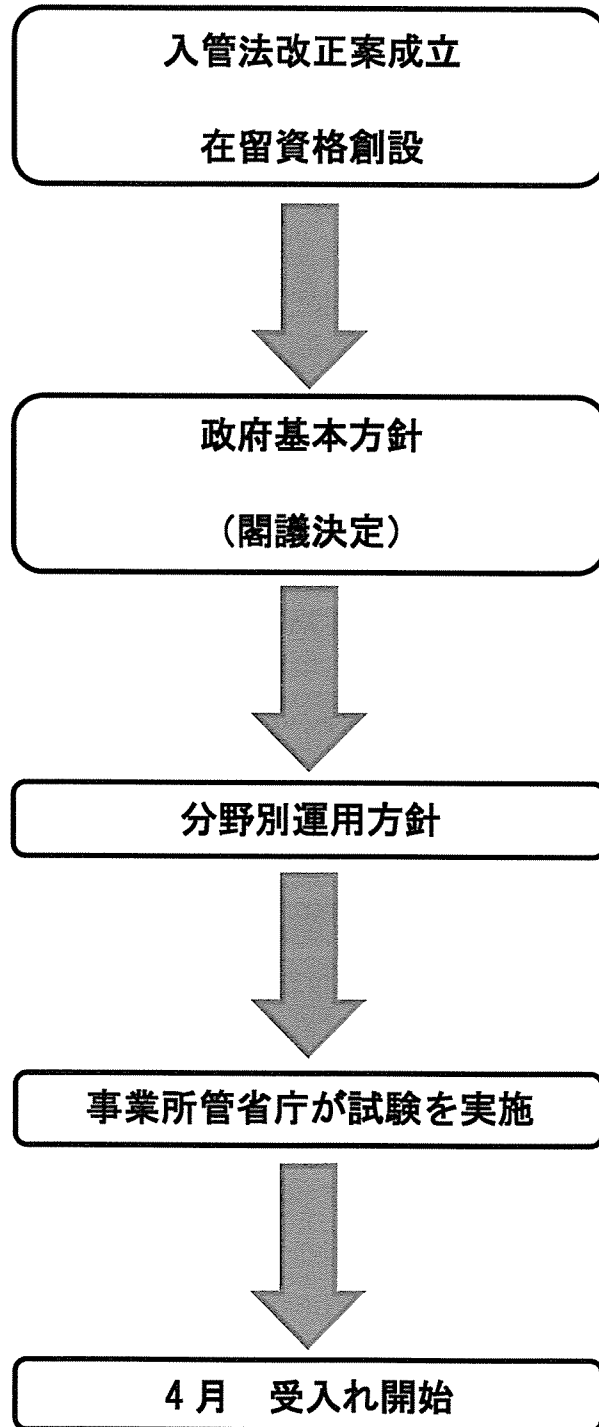 入管法改正案成立
在留資格創設
政府基本方針
(閣議決定)
分野別運用方針
事業所管省庁が試験を実施
4月　受入れ開始